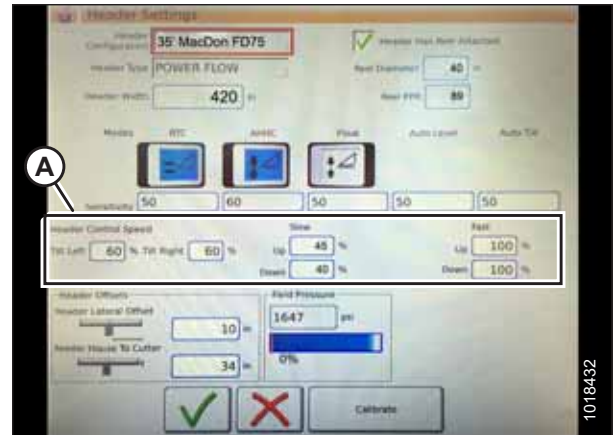 Header Settings
Header Configuration 35' MacDon FD75 Header Has Reel Attached
Header Type POWER FLOW Reel Diameter 40 in
Header Width 420 in Reel PPR 89
Modes RTC AHHC Float Auto Level Auto Tilt
A
Sensitivity 50 60 50 50 50
Header Control Speed Slow Fast
Tilt Left 60 % Tilt Right 60 % Up 45 % Up 100 %
Down 40 % Down 100 %
Header Offsets Field Pressure
Header Lateral Offset 1647 psi
10 in
Feeder House To Cutter 0%
34 in
Calibrate
1018432